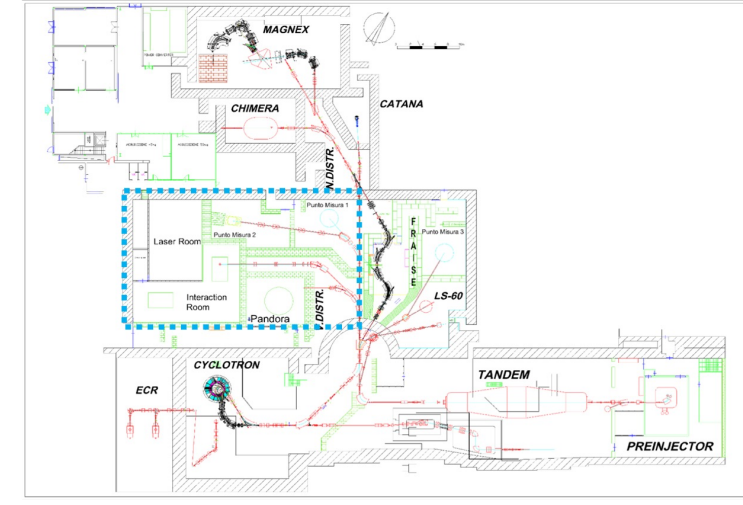 MAGNEX
CATANA
CHIMERA
N.DISTR.
Punto Misura 1
Punto Misura 2
Laser Room
FRAISE
Punto Misura 3
Interaction
Room
Pandora
.DISTR.
LS-60
CYCLOTRON
ECR
TANDEM
PREINJECTOR